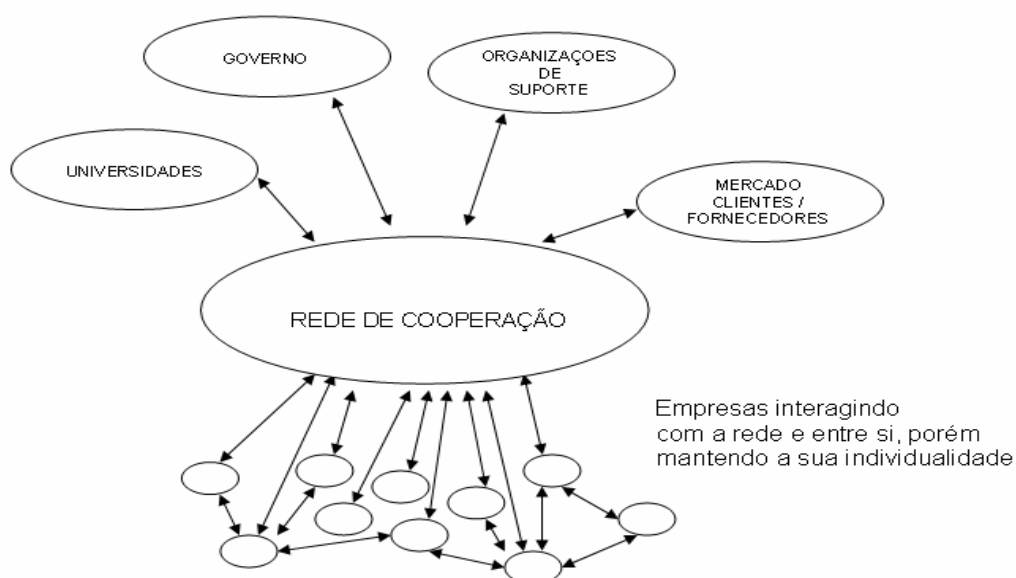 GOVERNO
ORGANIZAÇOES
DE
SUPORTE
UNIVERSIDADES
MERCADO
CLIENTES /
FORNECEDORES
REDE DE COOPERAÇÃO
Empresas interagindo
com a rede e entre si, porém
mantendo a sua individualidade